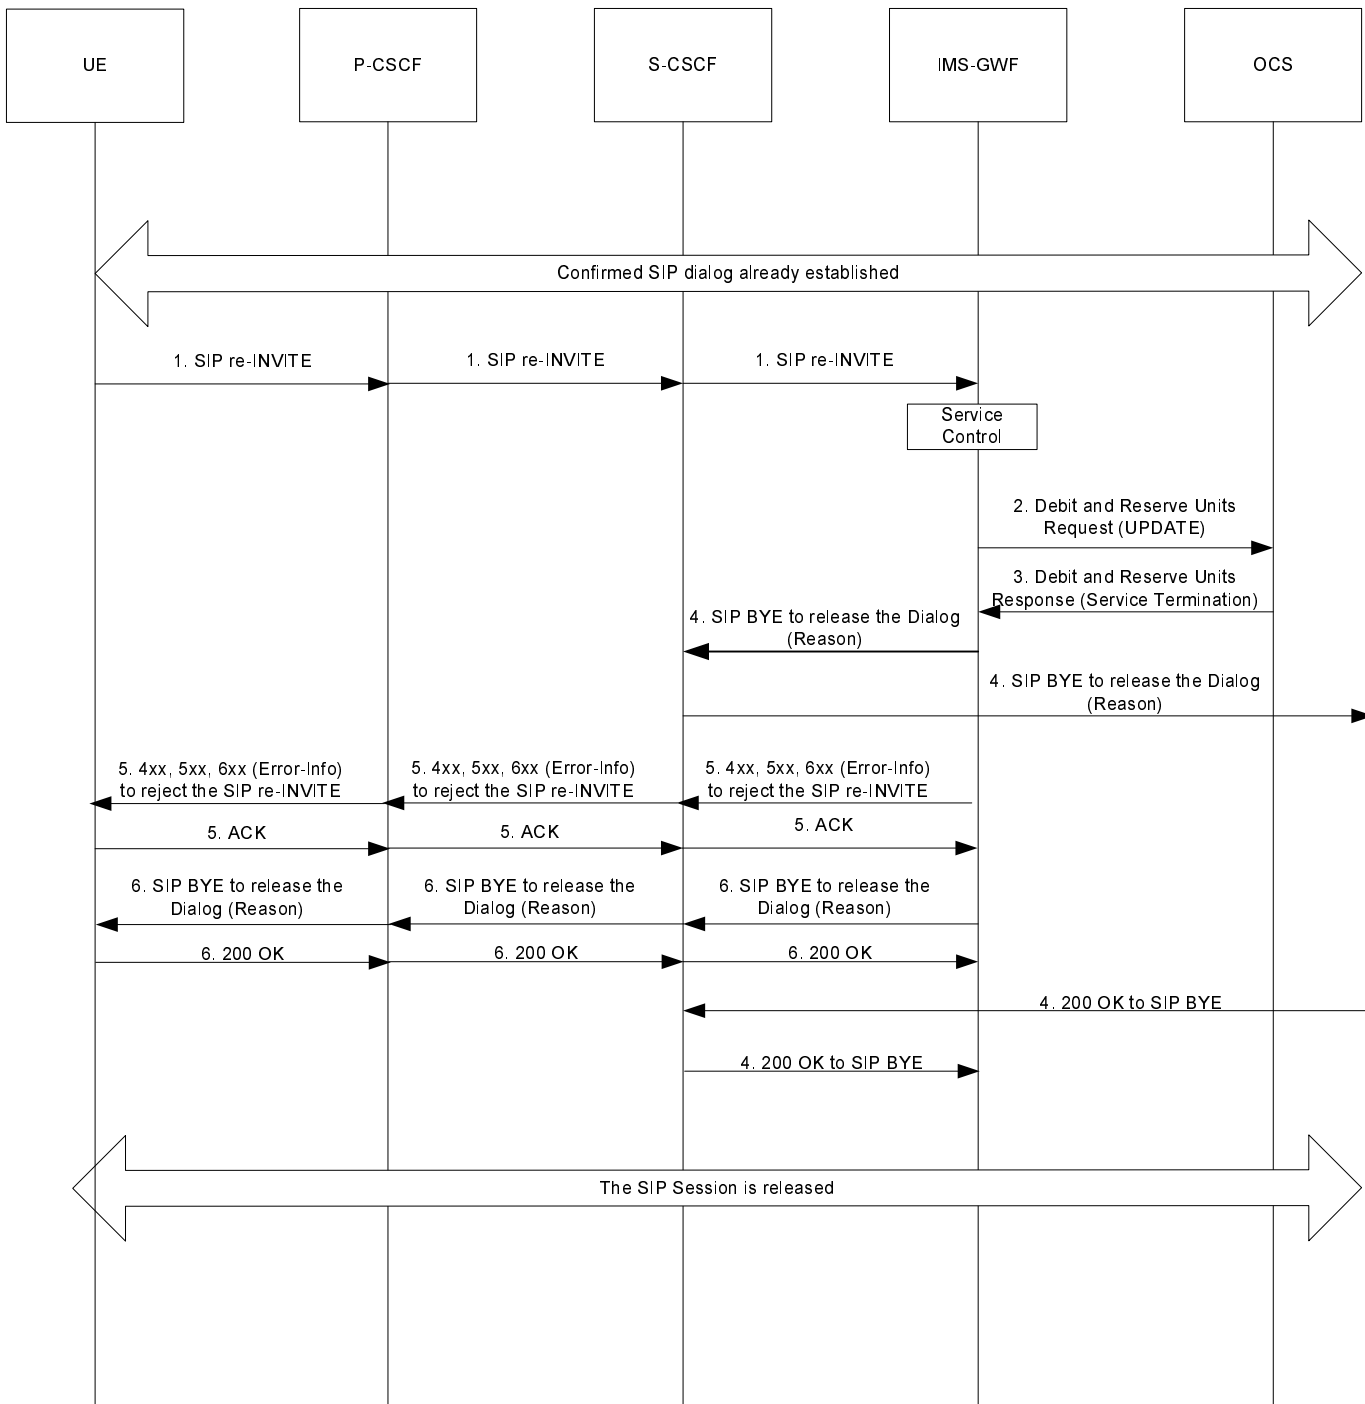 UE
P-CSCF
S-CSCF
IMS-GWF
OCS
Confirmed SIP dialog already established
1. SIP re-INVITE
1. SIP re-INVITE
1. SIP re-INVITE
Service
Control
2. Debit and Reserve Units
Request (UPDATE)
3. Debit and Reserve Units
Response (Service Termination)
4. SIP BYE to release the Dialog
(Reason)
4. SIP BYE to release the Dialog
(Reason)
5. 4xx, 5xx, 6xx (Error-Info)
to reject the SIP re-INVITE
5. 4xx, 5xx, 6xx (Error-Info)
to reject the SIP re-INVITE
5. 4xx, 5xx, 6xx (Error-Info)
to reject the SIP re-INVITE
5. ACK
5. ACK
5. ACK
6. SIP BYE to release the
Dialog (Reason)
6. SIP BYE to release the
Dialog (Reason)
6. SIP BYE to release the
Dialog (Reason)
6. 200 OK
6. 200 OK
6. 200 OK
4. 200 OK to SIP BYE
4. 200 OK to SIP BYE
The SIP Session is released